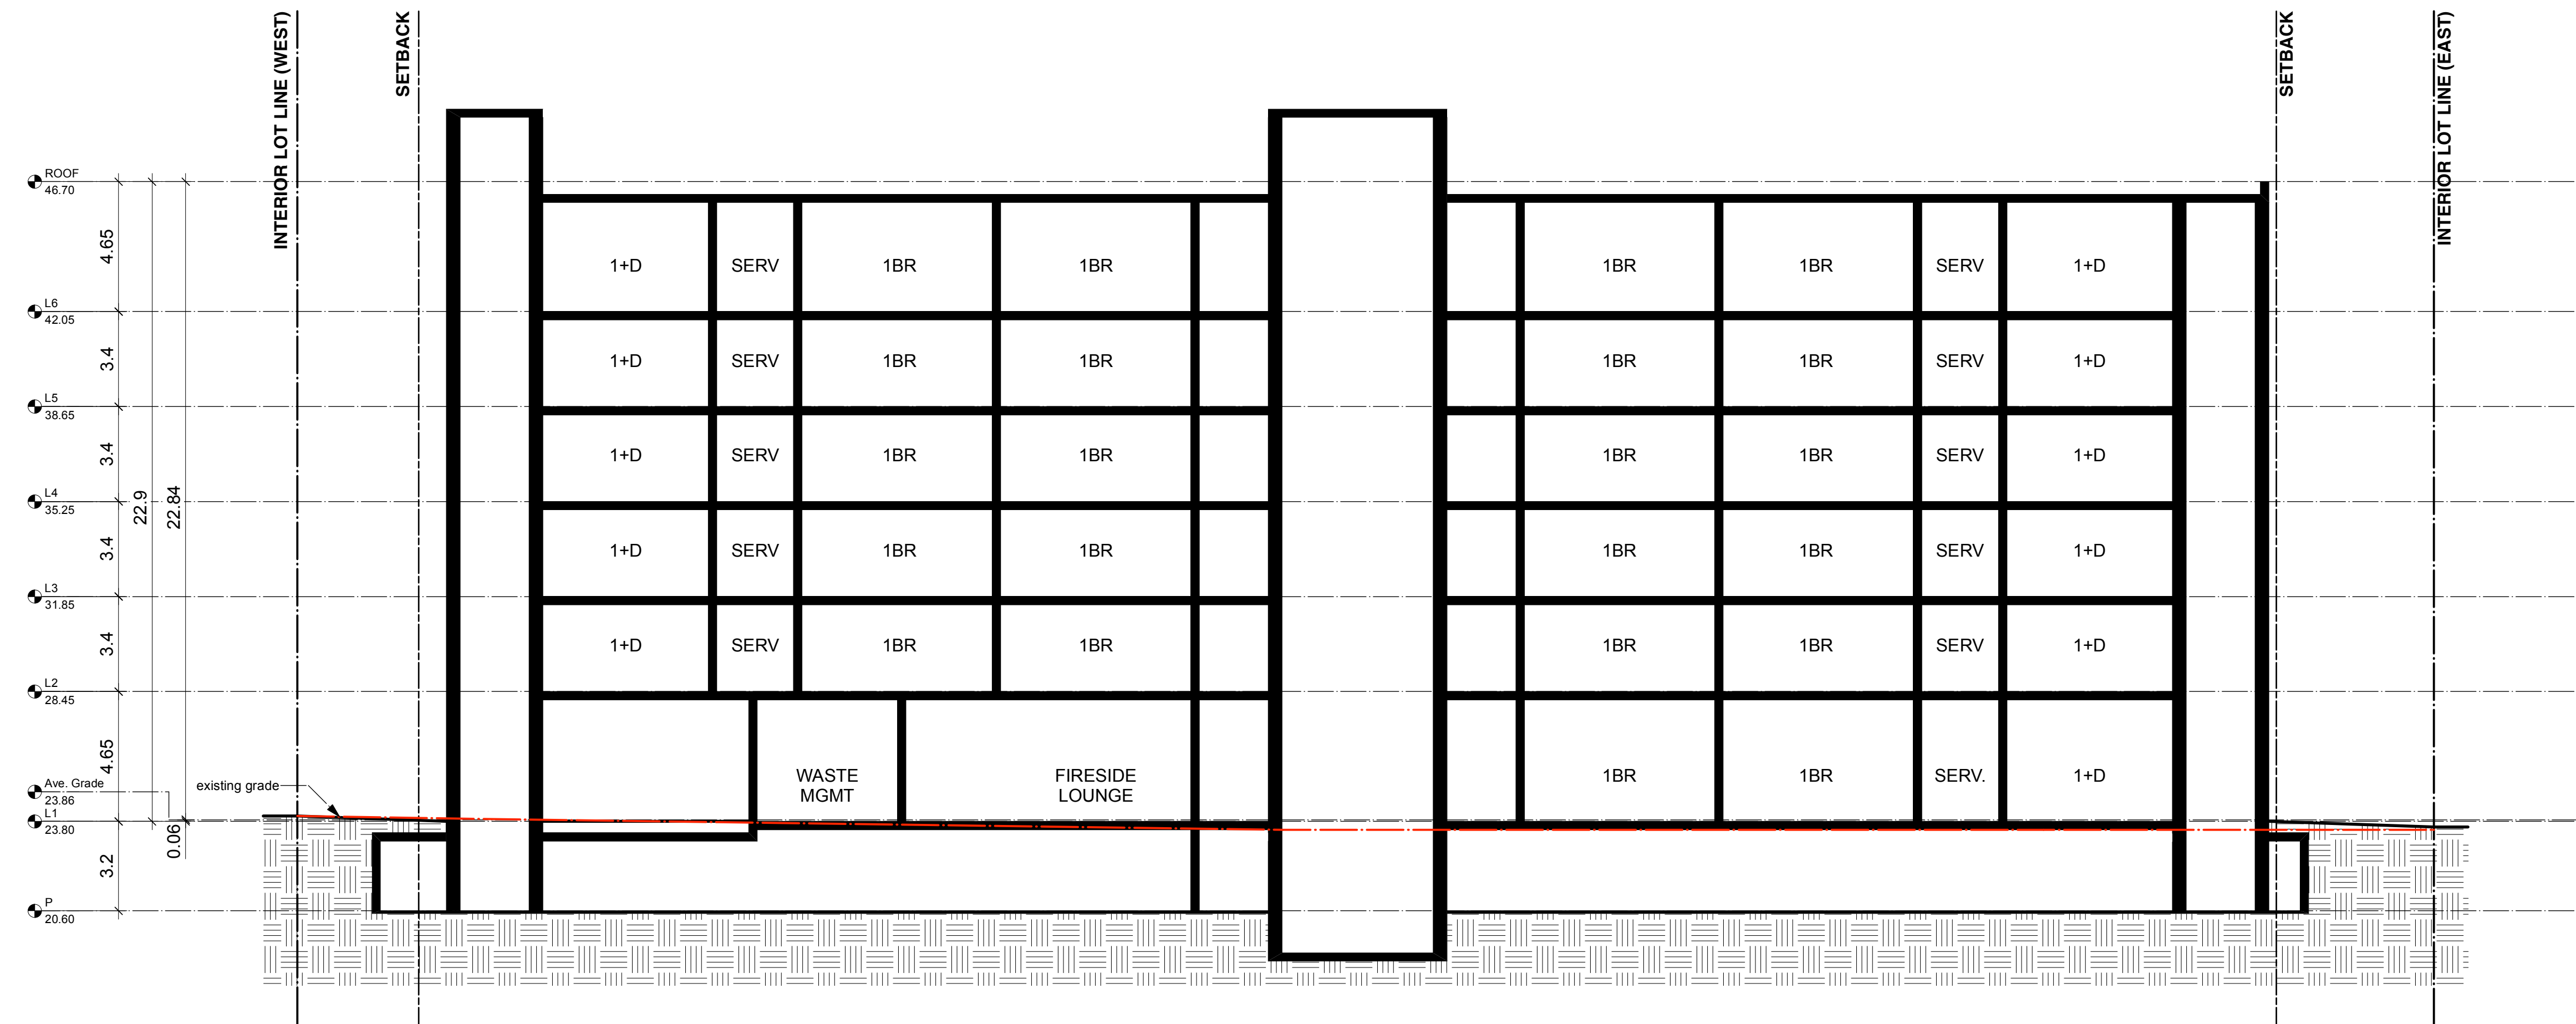 INTERIOR LOT LINE (WEST)
SETBACK
SETBACK
INTERIOR LOT LINE (EAST)
ROOF
46.70
4.65
1+D SERV 1BR 1BR 1BR 1BR SERV 1+D
L6
42.05
3.4
1+D SERV 1BR 1BR 1BR 1BR SERV 1+D
L5
38.65
3.4
1+D SERV 1BR 1BR 1BR 1BR SERV 1+D
L4
35.25
22.9
22.84
3.4
1+D SERV 1BR 1BR 1BR 1BR SERV 1+D
L3
31.85
3.4
1+D SERV 1BR 1BR 1BR 1BR SERV 1+D
L2
28.45
4.65
WASTE
MGMT
FIRESIDE
LOUNGE
1BR 1BR SERV. 1+D
Ave. Grade
23.86
existing grade
L1
23.80
0.06
3.2
P
20.60